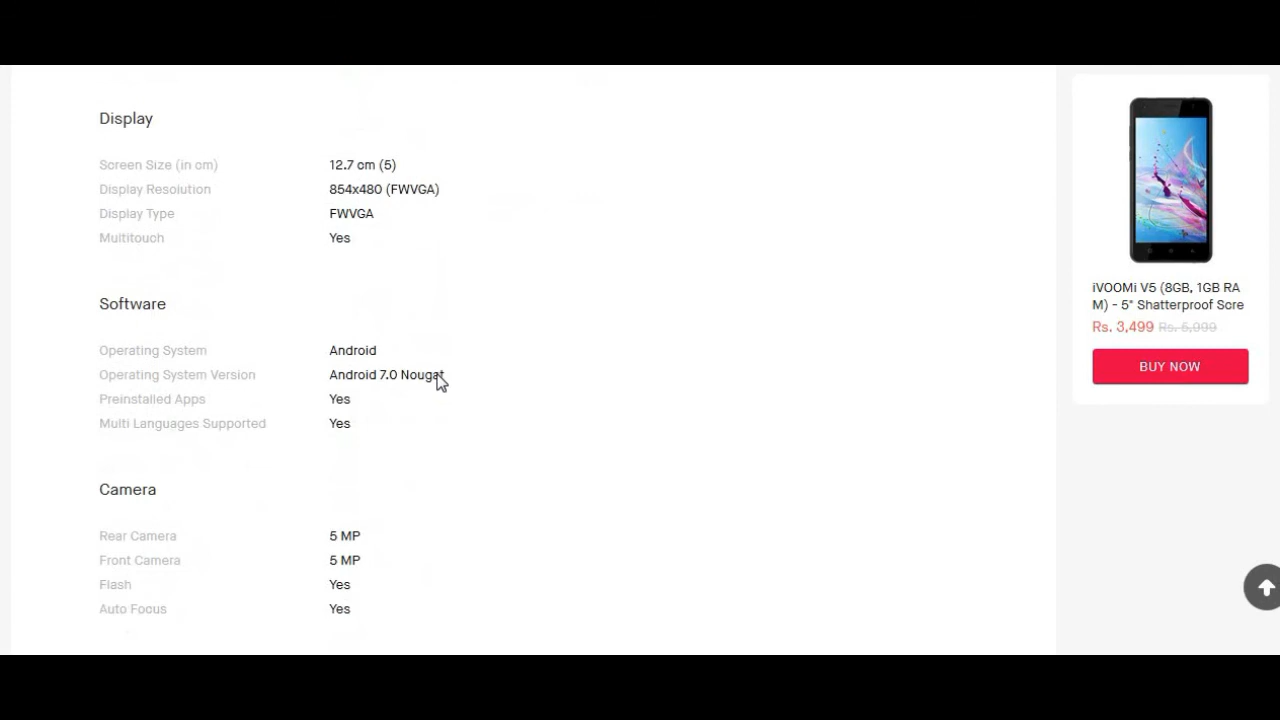 Display
Screen Size (in cm) 12.7 cm (5)
Display Resolution 854x480 (FWVGA)
Display Type FWVGA
Multitouch Yes
Software
Operating System Android
Operating System Version Android 7.0 Nougat
Preinstalled Apps Yes
Multi Languages Supported Yes
Camera
Rear Camera 5 MP
Front Camera 5 MP
Flash Yes
Auto Focus Yes
iVOOMi V5 (8GB, 1GB RA
M) - 5" Shatterproof Scre
Rs. 3,499 Rs. 5,999
BUY NOW